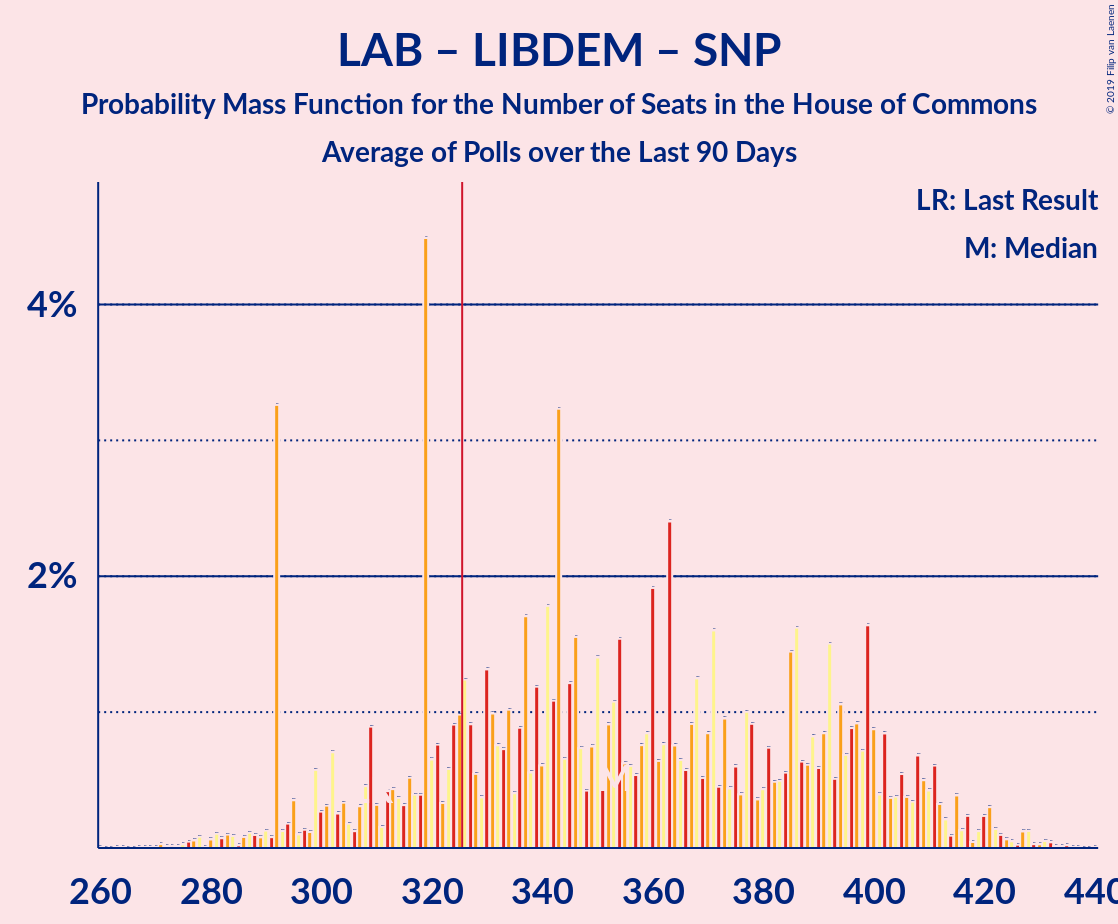 LAB – LIBDEM – SNP
Probability Mass Function for the Number of Seats in the House of Commons
Average of Polls over the Last 90 Days
© 2019 Filip van Laenen
LR: Last Result
M: Median
4%
2%
260 280 300 320 340 360 380 400 420 440